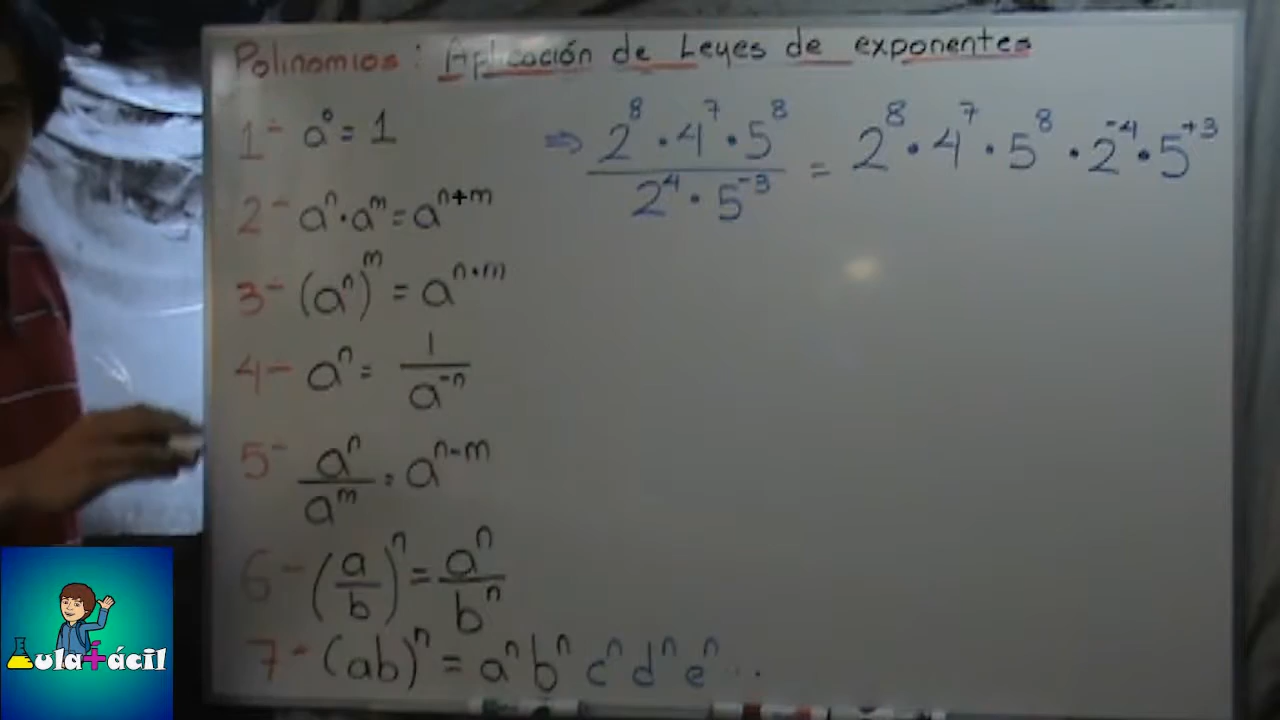 Polinomios: Aplicación de Leyes de exponentes
1- a⁰ = 1
2- aⁿ·aᵐ = aⁿ⁺ᵐ
3- (aⁿ)ᵐ = aⁿ·ᵐ
4- aⁿ = 1/a⁻ⁿ
5- aⁿ/aᵐ = aⁿ⁻ᵐ
6- (a/b)ⁿ = aⁿ/bⁿ
7- (ab)ⁿ = aⁿbⁿ cⁿ dⁿ eⁿ ...
⇒ 2⁸·4⁷·5⁸ / 2⁴·5⁻³ = 2⁸·4⁷·5⁸·2⁻⁴·5⁺³
Aula Fácil